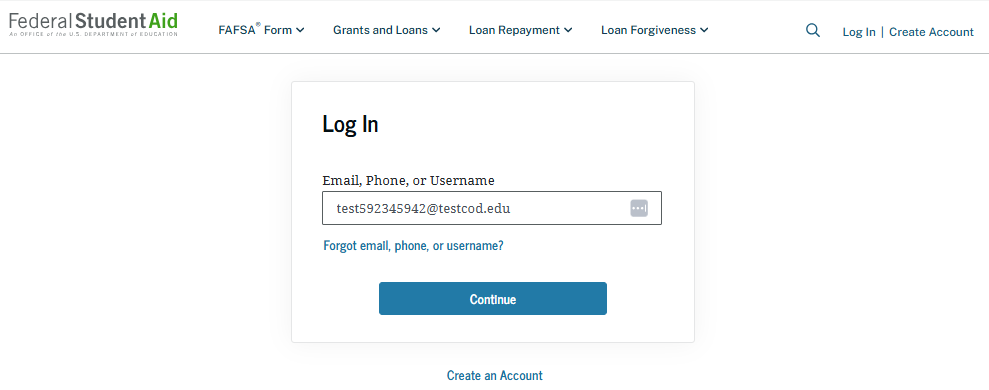 Federal Student Aid
An OFFICE of the U.S. DEPARTMENT of EDUCATION
FAFSA® Form Grants and Loans Loan Repayment Loan Forgiveness Log In | Create Account
Log In
Email, Phone, or Username
test592345942@testcod.edu
Forgot email, phone, or username?
Continue
Create an Account